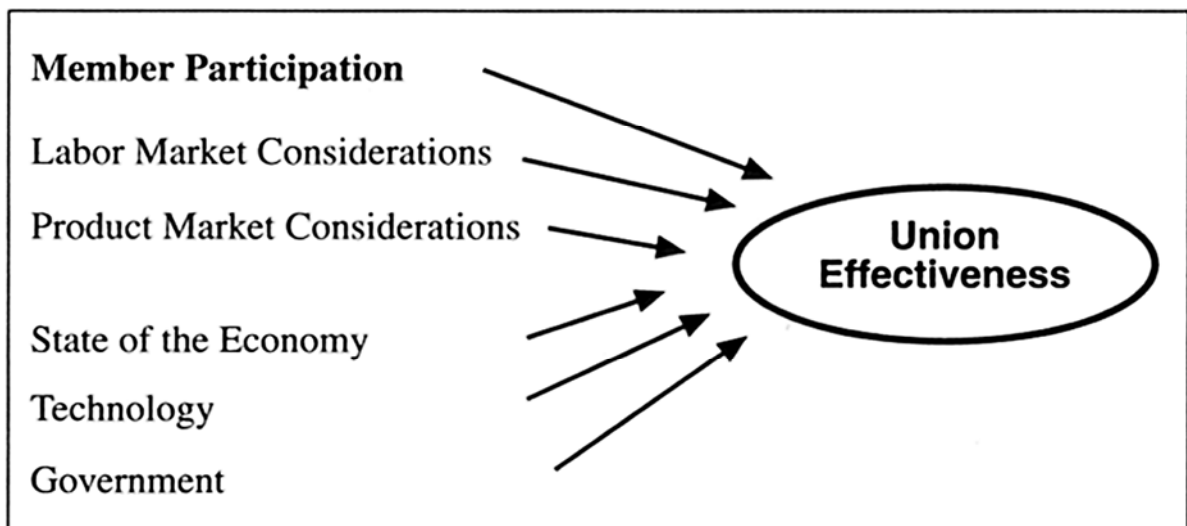 Member Participation
Labor Market Considerations
Product Market Considerations
Union
Effectiveness
State of the Economy
Technology
Government